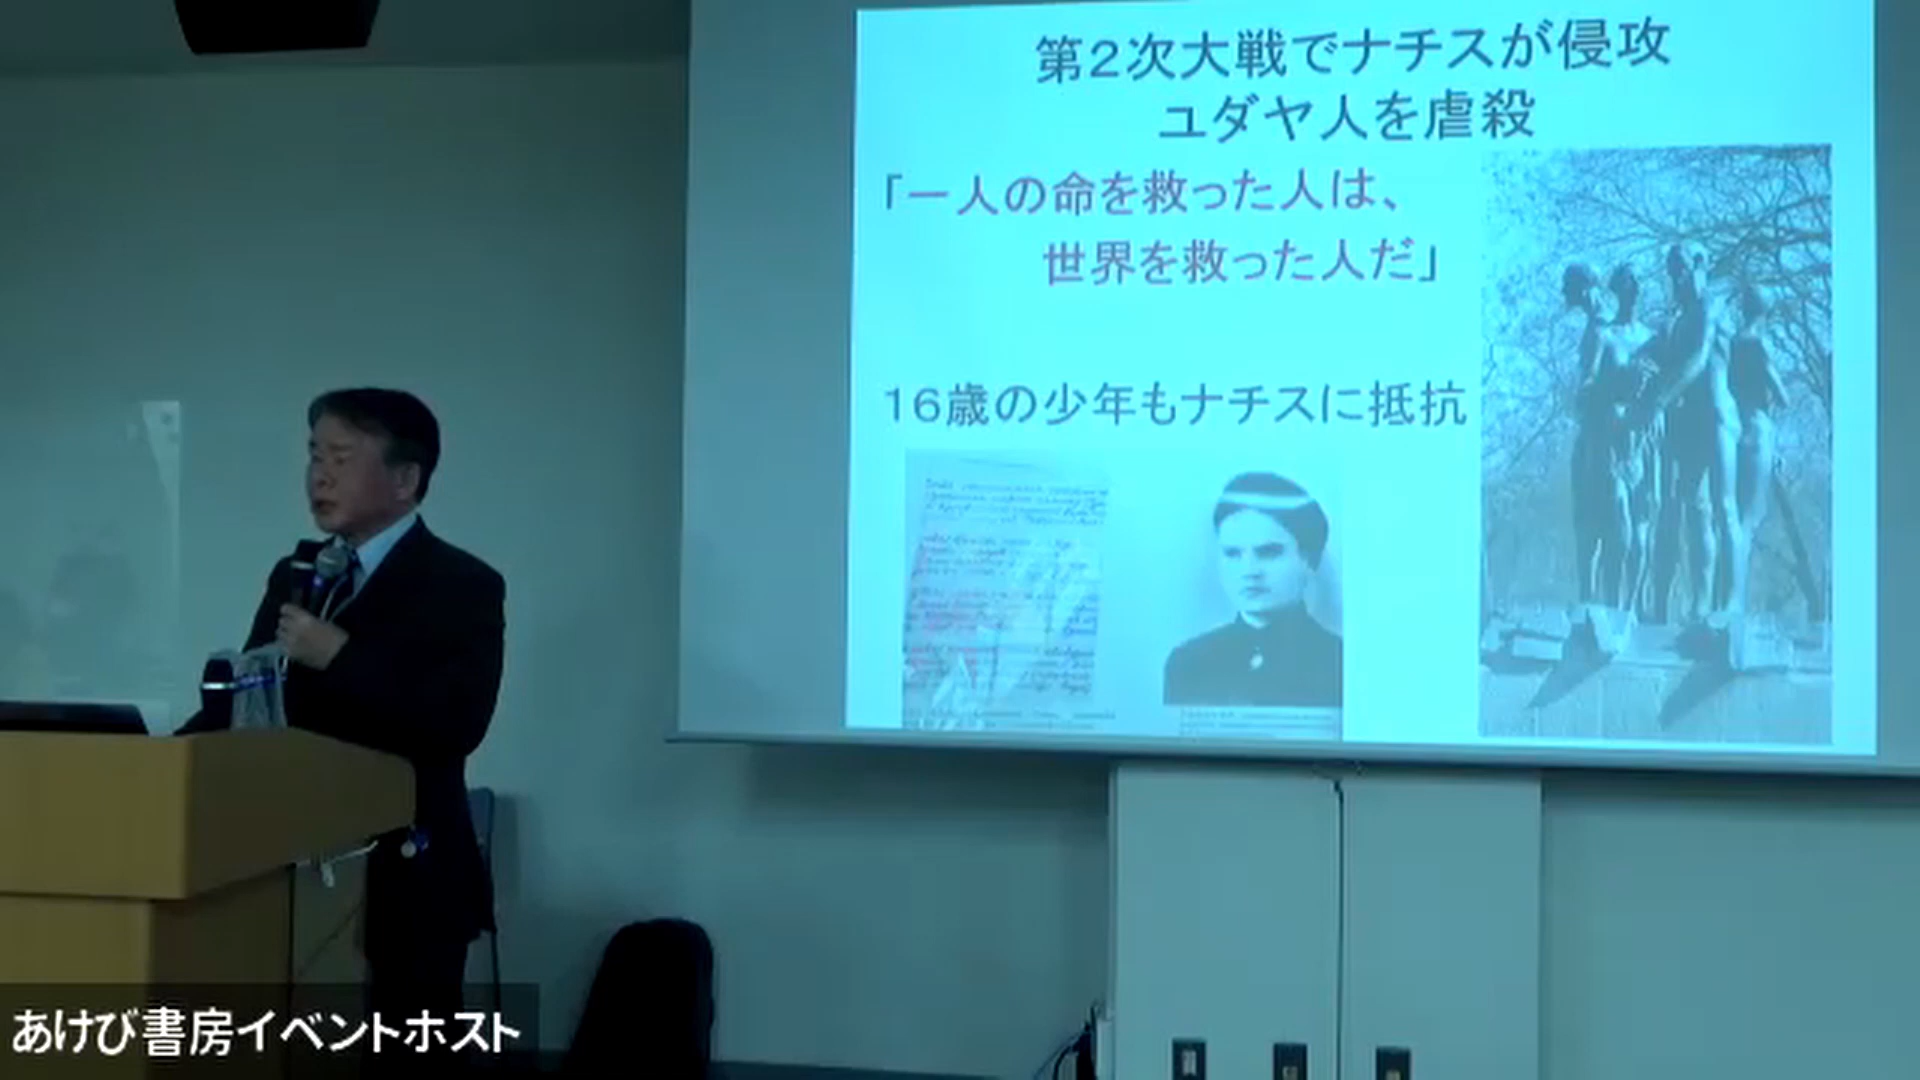 第２次大戦でナチスが侵攻
ユダヤ人を虐殺
「一人の命を救った人は、
世界を救った人だ」
１６歳の少年もナチスに抵抗
あけび書房イベントホスト